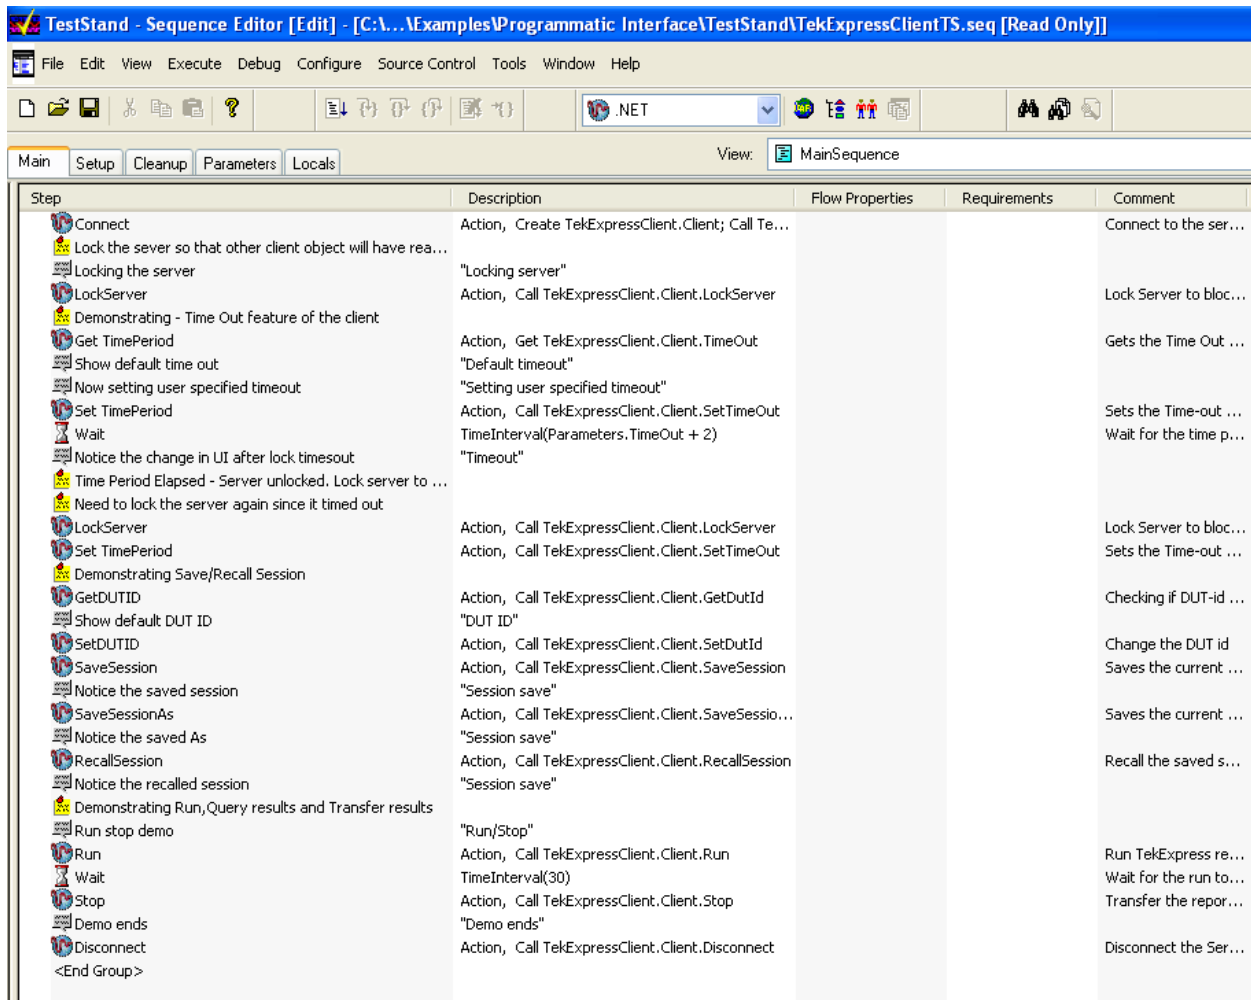 TestStand - Sequence Editor [Edit] - [C:\...\Examples\Programmatic Interface\TestStand\TekExpressClientTS.seq [Read Only]]
File Edit View Execute Debug Configure Source Control Tools Window Help
.NET
Main Setup Cleanup Parameters Locals View: MainSequence
Step Description Flow Properties Requirements Comment
Connect Action, Create TekExpressClient.Client; Call Te... Connect to the ser...
Lock the sever so that other client object will have rea...
Locking the server "Locking server"
LockServer Action, Call TekExpressClient.Client.LockServer Lock Server to bloc...
Demonstrating - Time Out feature of the client
Get TimePeriod Action, Get TekExpressClient.Client.TimeOut Gets the Time Out ...
Show default time out "Default timeout"
Now setting user specified timeout "Setting user specified timeout"
Set TimePeriod Action, Call TekExpressClient.Client.SetTimeOut Sets the Time-out ...
Wait TimeInterval(Parameters.TimeOut + 2) Wait for the time p...
Notice the change in UI after lock timesout "Timeout"
Time Period Elapsed - Server unlocked. Lock server to ...
Need to lock the server again since it timed out
LockServer Action, Call TekExpressClient.Client.LockServer Lock Server to bloc...
Set TimePeriod Action, Call TekExpressClient.Client.SetTimeOut Sets the Time-out ...
Demonstrating Save/Recall Session
GetDUTID Action, Call TekExpressClient.Client.GetDutId Checking if DUT-id ...
Show default DUT ID "DUT ID"
SetDUTID Action, Call TekExpressClient.Client.SetDutId Change the DUT id
SaveSession Action, Call TekExpressClient.Client.SaveSession Saves the current ...
Notice the saved session "Session save"
SaveSessionAs Action, Call TekExpressClient.Client.SaveSessio... Saves the current ...
Notice the saved As "Session save"
RecallSession Action, Call TekExpressClient.Client.RecallSession Recall the saved s...
Notice the recalled session "Session save"
Demonstrating Run,Query results and Transfer results
Run stop demo "Run/Stop"
Run Action, Call TekExpressClient.Client.Run Run TekExpress re...
Wait TimeInterval(30) Wait for the run to...
Stop Action, Call TekExpressClient.Client.Stop Transfer the repor...
Demo ends "Demo ends"
Disconnect Action, Call TekExpressClient.Client.Disconnect Disconnect the Ser...
<End Group>